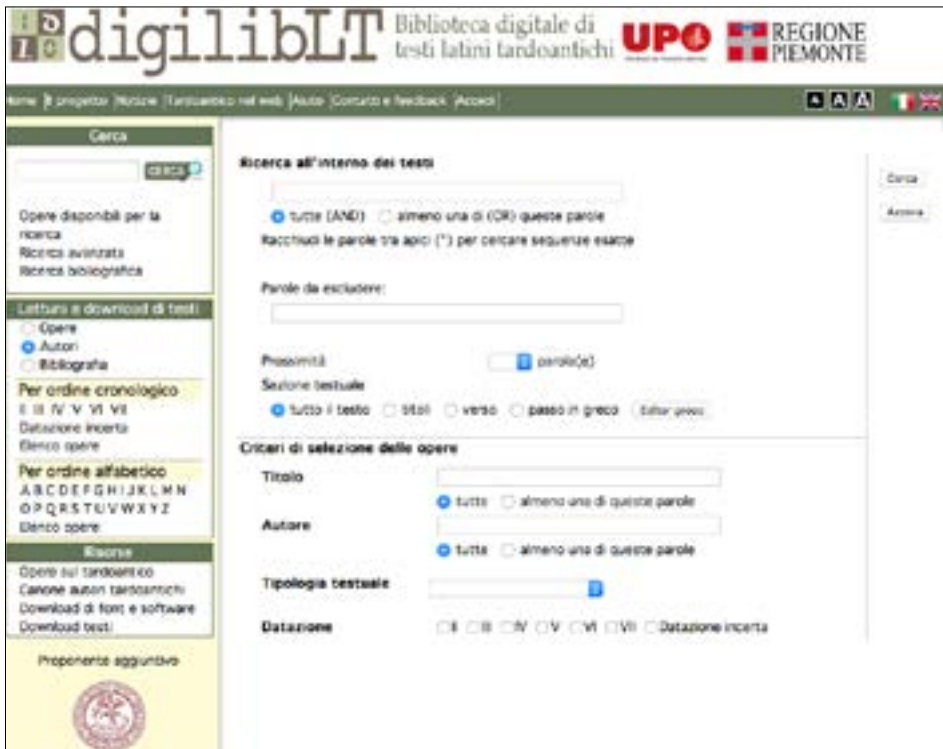 digilibLT
Biblioteca digitale di
testi latini tardoantichi
UPO
REGIONE
PIEMONTE
Home |Il progetto |Notizie |Tardoantico nel web |Aiuto |Contatti e feedback |Accedi|
A A A
Cerca
CERCA
Opere disponibili per la
ricerca
Ricerca avanzata
Ricerca bibliografica
Lettura e download di testi
Opere
Autori
Bibliografia
Per ordine cronologico
II III IV V VI VII
Datazione incerta
Elenco opere
Per ordine alfabetico
A B C D E F G H I J K L M N
O P Q R S T U V W X Y Z
Elenco opere
Risorse
Opere sul tardoantico
Canone autori tardoantichi
Download di font e software
Download testi
Proponente aggiuntivo
Ricerca all'interno dei testi
tutte (AND) almeno una di (OR) queste parole
Racchiudi le parole tra apici (") per cercare sequenze esatte
Parole da escludere:
Prossimità parola(e)
Sezione testuale
tutto il testo titoli verso passo in greco Editor greco
Criteri di selezione delle opere
Titolo
tutte almeno una di queste parole
Autore
tutte almeno una di queste parole
Tipologia testuale
Datazione II III IV V VI VII Datazione incerta
Cerca
Azzera